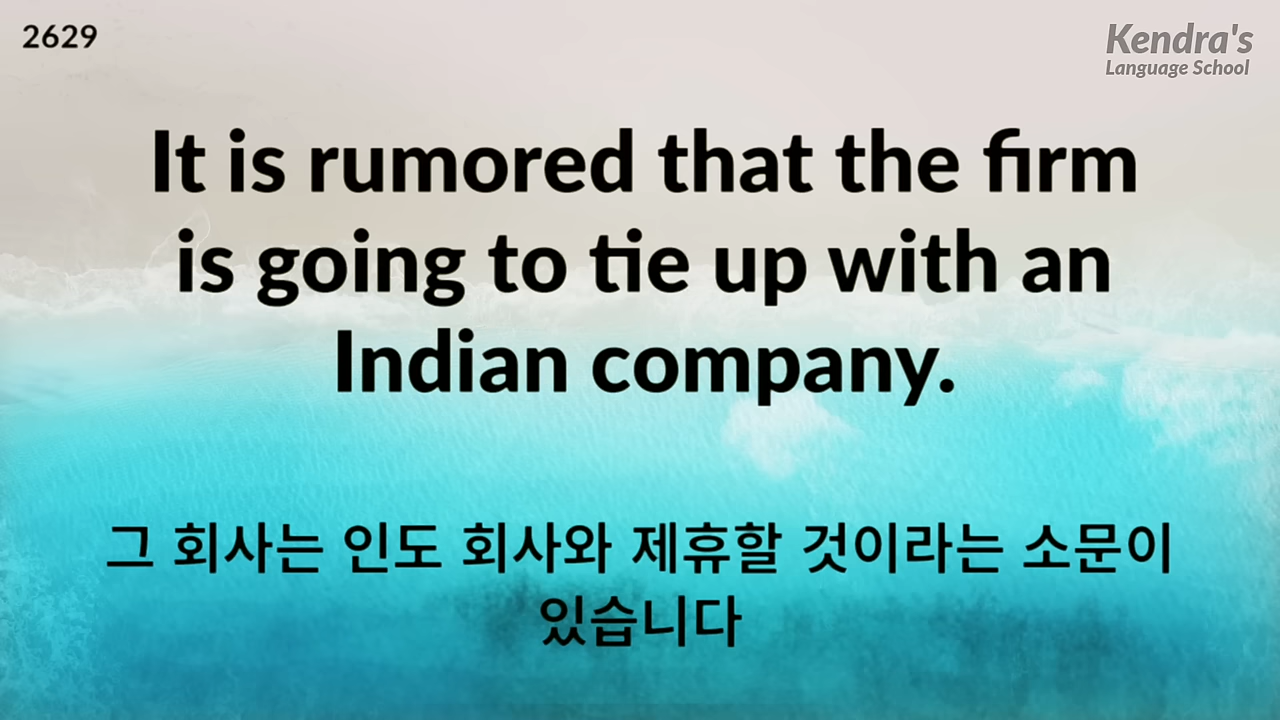 2629
Kendra's
Language School
It is rumored that the firm
is going to tie up with an
Indian company.
그 회사는 인도 회사와 제휴할 것이라는 소문이
있습니다